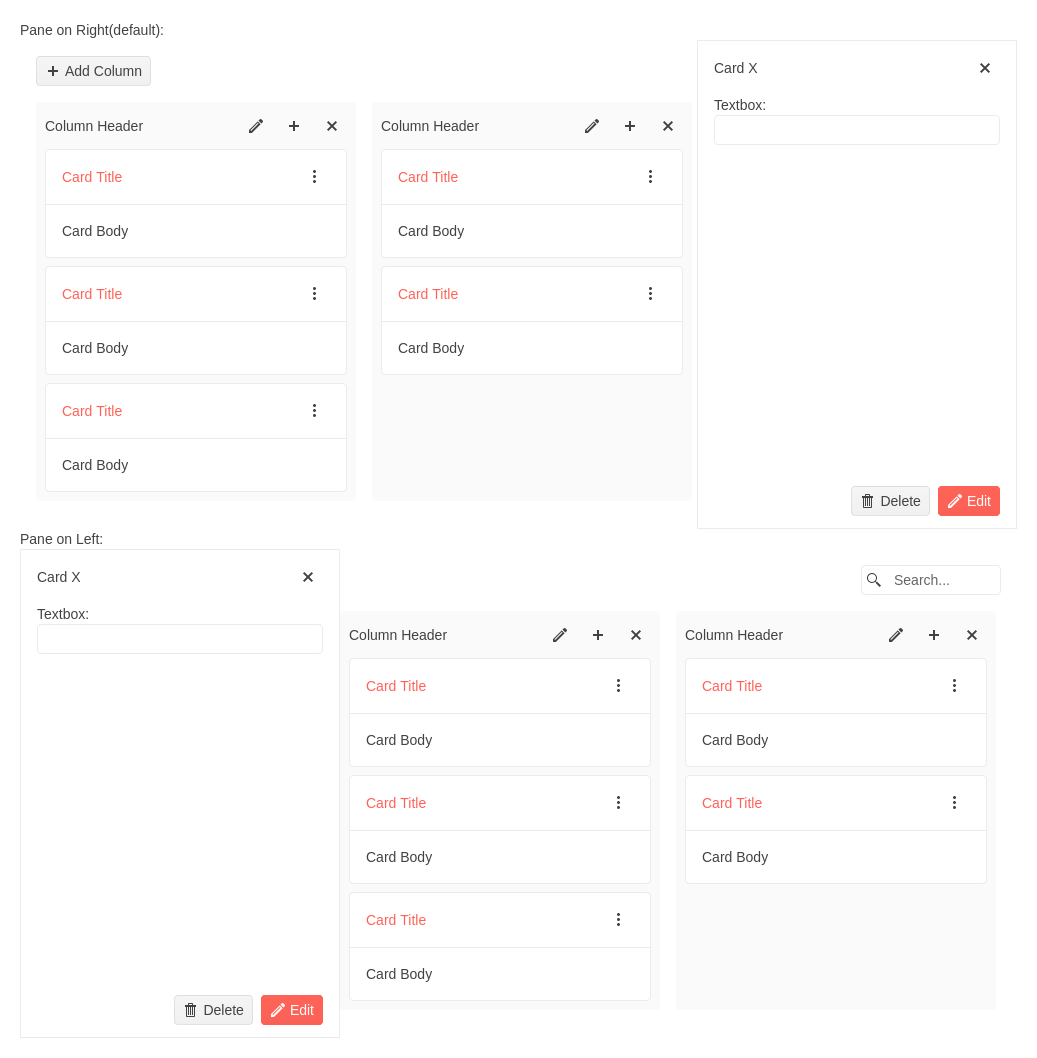 Pane on Right(default):
Add Column
Column Header
Card Title
Card Body
Card Title
Card Body
Card Title
Card Body
Column Header
Card Title
Card Body
Card Title
Card Body
Card X
Textbox:
Delete
Edit
Pane on Left:
Card X
Textbox:
Delete
Edit
Search...
Column Header
Card Title
Card Body
Card Title
Card Body
Card Title
Card Body
Column Header
Card Title
Card Body
Card Title
Card Body